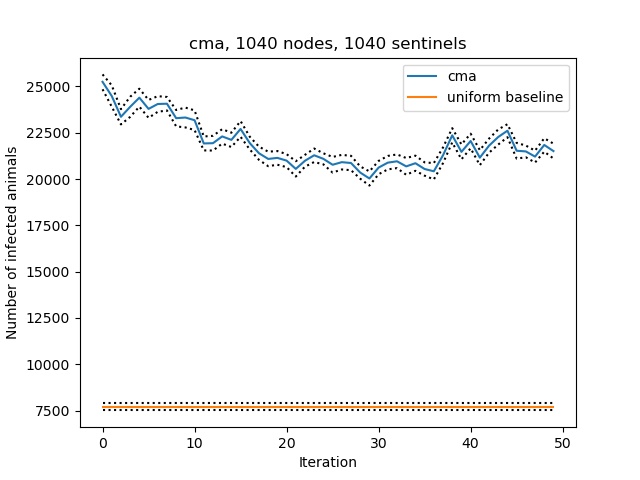 cma, 1040 nodes, 1040 sentinels
cma
uniform baseline
Number of infected animals
25000
22500
20000
17500
15000
12500
10000
7500
0 10 20 30 40 50
Iteration